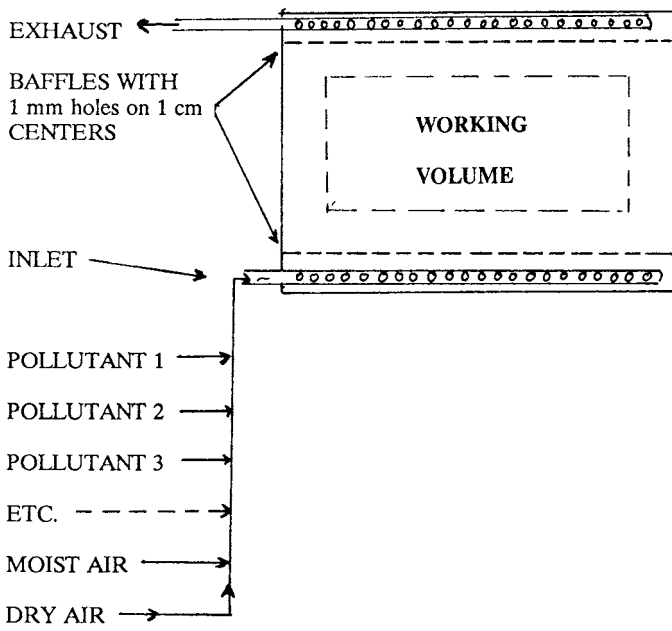 EXHAUST
BAFFLES WITH
1 mm holes on 1 cm
CENTERS
WORKING
VOLUME
INLET
POLLUTANT 1
POLLUTANT 2
POLLUTANT 3
ETC.
MOIST AIR
DRY AIR